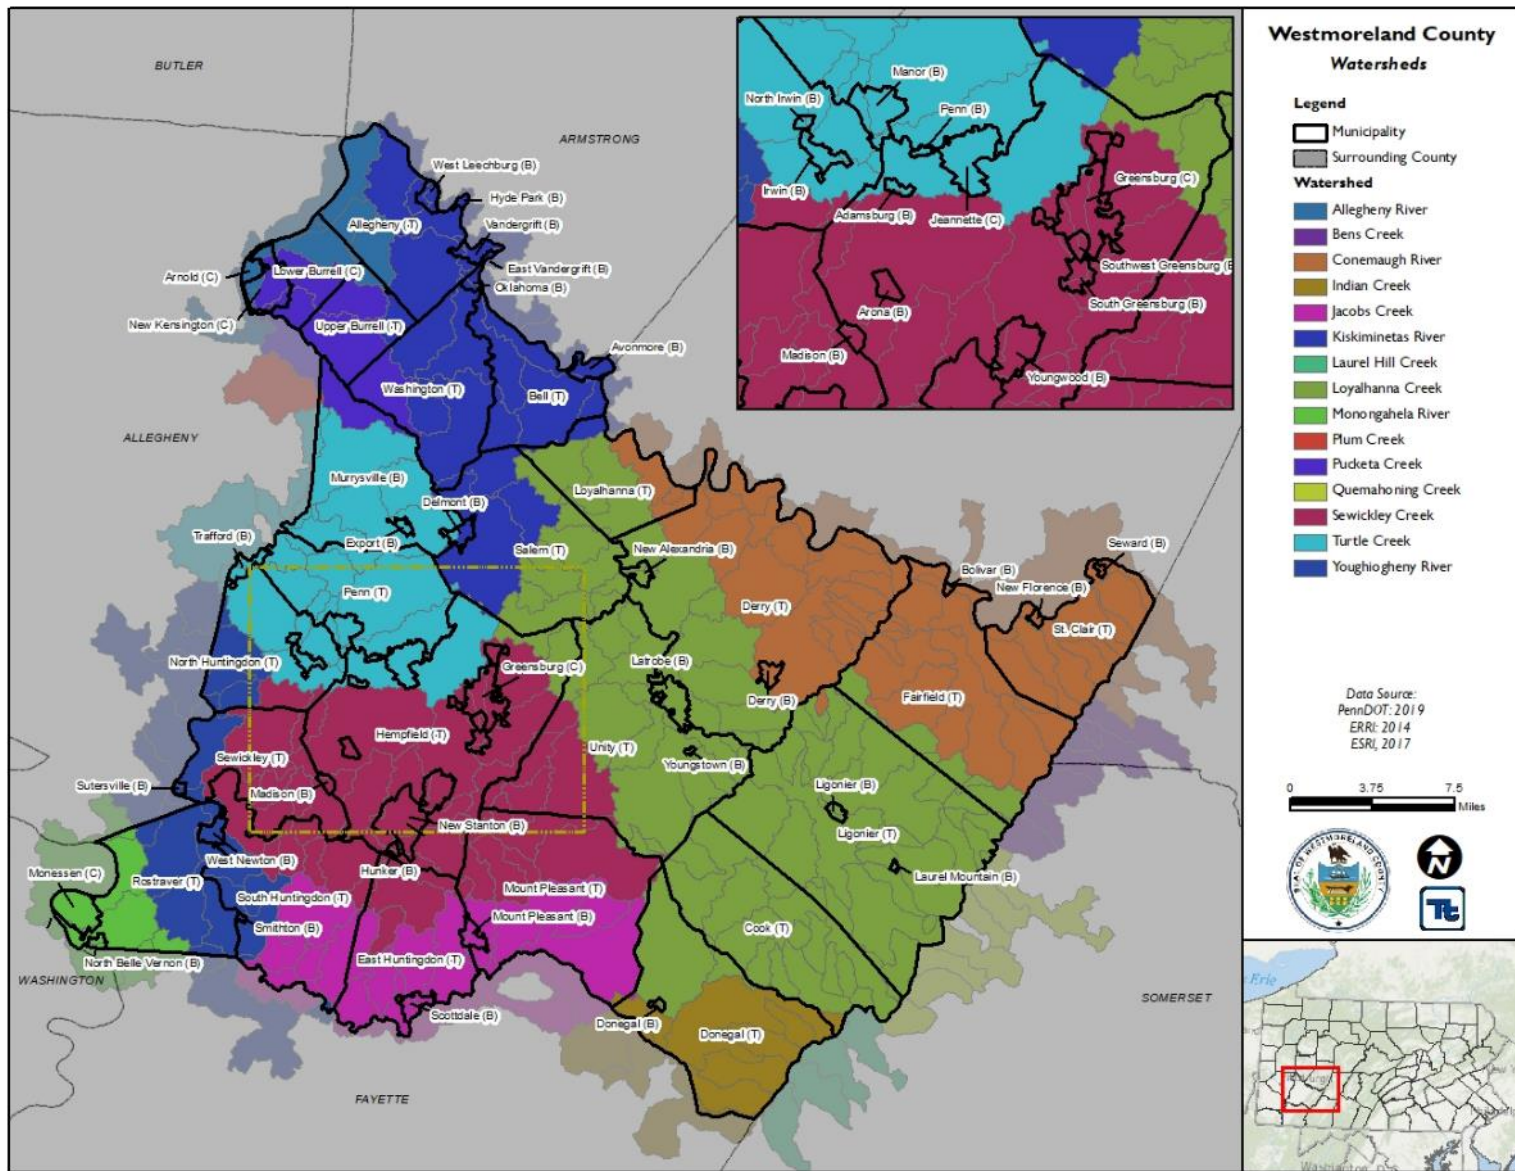 BUTLER
ARMSTRONG
West Leechburg (B)
Hyde Park (B)
Allegheny (T)
Vandergrift (B)
East Vandergrift (B)
Arnold (C)
Lower Burrell (C)
Oklahoma (B)
New Kensington (C)
Upper Burrell (T)
Avonmore (B)
Washington (T)
Bell (T)
ALLEGHENY
Murrysville (B)
Loyalhanna (T)
Delmont (B)
Trafford (B)
Export (B)
Salem (T)
New Alexandria (B)
Seward (B)
Bolivar (B)
New Florence (B)
Penn (T)
Derry (T)
St. Clair (T)
North Huntingdon (T)
Greensburg (C)
Latrobe (B)
Derry (B)
Fairfield (T)
Hempfield (T)
Unity (T)
Sewickley (T)
Youngstown (B)
Sutersville (B)
Madison (B)
Ligonier (B)
New Stanton (B)
Ligonier (T)
West Newton (B)
Hunker (B)
Monessen (C)
Rostraver (T)
Laurel Mountain (B)
South Huntingdon (T)
Mount Pleasant (T)
Smithton (B)
Mount Pleasant (B)
Cook (T)
North Belle Vernon (B)
East Huntingdon (T)
WASHINGTON
SOMERSET
Scottdale (B)
Donegal (B)
Donegal (T)
FAYETTE
Manor (B)
North Irwin (B)
Penn (B)
Irwin (B)
Greensburg (C)
Adamsburg (B)
Jeannette (C)
Southwest Greensburg (B
Arona (B)
South Greensburg (B)
Madison (B)
Youngwood (B)
Westmoreland County
Watersheds
Legend
Municipality
Surrounding County
Watershed
Allegheny River
Bens Creek
Conemaugh River
Indian Creek
Jacobs Creek
Kiskiminetas River
Laurel Hill Creek
Loyalhanna Creek
Monongahela River
Plum Creek
Pucketa Creek
Quemahoning Creek
Sewickley Creek
Turtle Creek
Youghiogheny River
Data Source:
PennDOT: 2019
ERRI: 2014
ESRI, 2017
0 3.75 7.5
Miles
SEAL OF WESTMORELAND COUNTY
N
Tt
Erie